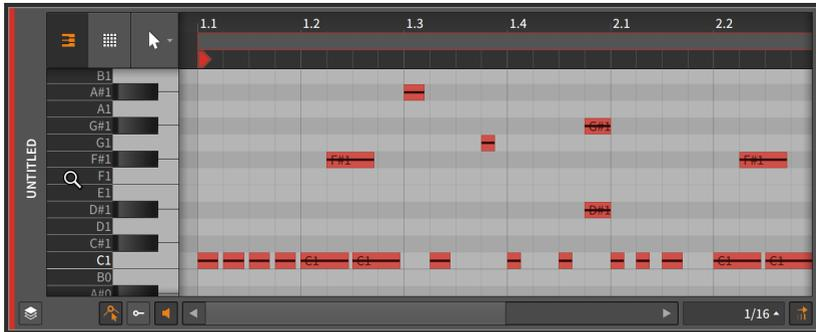 1.1 1.2 1.3 1.4 2.1 2.2
B1
A#1
A1
G#1 G#1
G1
F#1 F#1 F#1
F1
E1
D#1 D#1
D1
C#1
C1 C1 C1 C1 C1
B0
A#0
UNTITLED
1/16